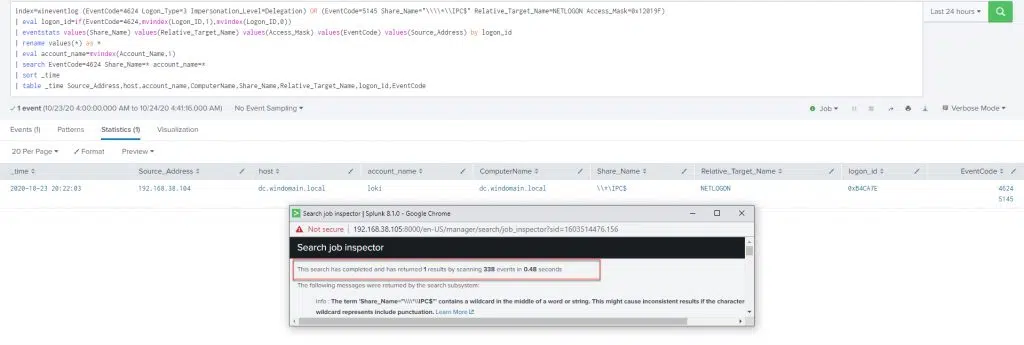 index=wineventlog (EventCode=4624 Logon_Type=3 Impersonation_Level=Delegation) OR (EventCode=5145 Share_Name="\\\\*\\IPC$" Relative_Target_Name=NETLOGON Access_Mask=0x12019F)
| eval logon_id=if(EventCode=4624,mvindex(Logon_ID,1),mvindex(Logon_ID,0))
| eventstats values(Share_Name) values(Relative_Target_Name) values(Access_Mask) values(EventCode) values(Source_Address) by logon_id
| rename values(*) as *
| eval account_name=mvindex(Account_Name,1)
| search EventCode=4624 Share_Name=* account_name=*
| sort _time
| table _time Source_Address,host,account_name,ComputerName,Share_Name,Relative_Target_Name,logon_id,EventCode
Last 24 hours
1 event (10/23/20 4:00:00.000 AM to 10/24/20 4:41:16.000 AM) No Event Sampling
Job
Verbose Mode
Events (1) Patterns Statistics (1) Visualization
20 Per Page Format Preview
_time Source_Address host account_name ComputerName Share_Name Relative_Target_Name logon_id EventCode
2020-10-23 20:22:03 192.168.38.104 dc.windomain.local loki dc.windomain.local \\*\IPC$ NETLOGON 0xB4CA7E 4624
5145
Search job inspector | Splunk 8.1.0 - Google Chrome
Not secure | 192.168.38.105:8000/en-US/manager/search/job_inspector?sid=1603514476.156
Search job inspector
This search has completed and has returned 1 results by scanning 338 events in 0.48 seconds
The following messages were returned by the search subsystem:
Info : The term 'Share_Name="\\\\*\\IPC$"' contains a wildcard in the middle of a word or string. This might cause inconsistent results if the character
wildcard represents include punctuation. Learn More